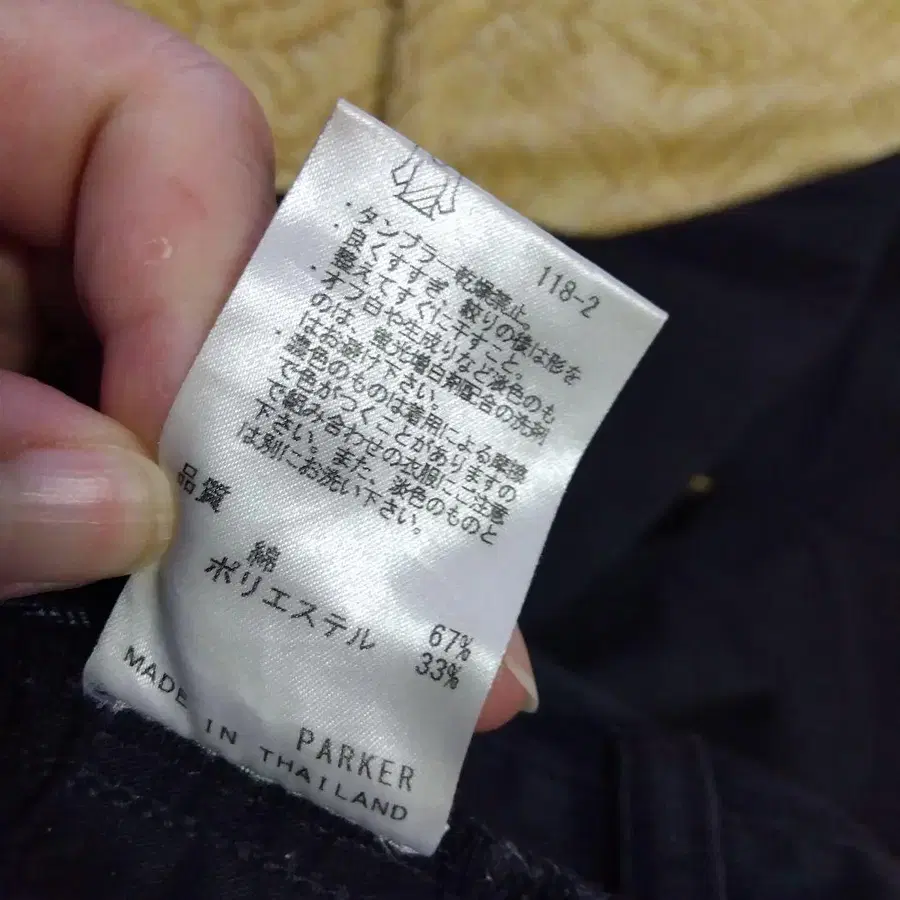 118-2
・タンブラー乾燥禁止。
・良くすすぎ、絞りの後は形を
整えてすぐに干すこと。
・オフ白や生成りなど淡色のも
のは、蛍光増白剤配合の洗剤
はお避け下さい。
・濃色のものは着用による摩擦
で色がつくことがありますの
で組み合わせの衣服にご注意
下さい。また、淡色のものと
は別にお洗い下さい。
品質
綿 67%
ポリエステル 33%
PARKER
MADE IN THAILAND